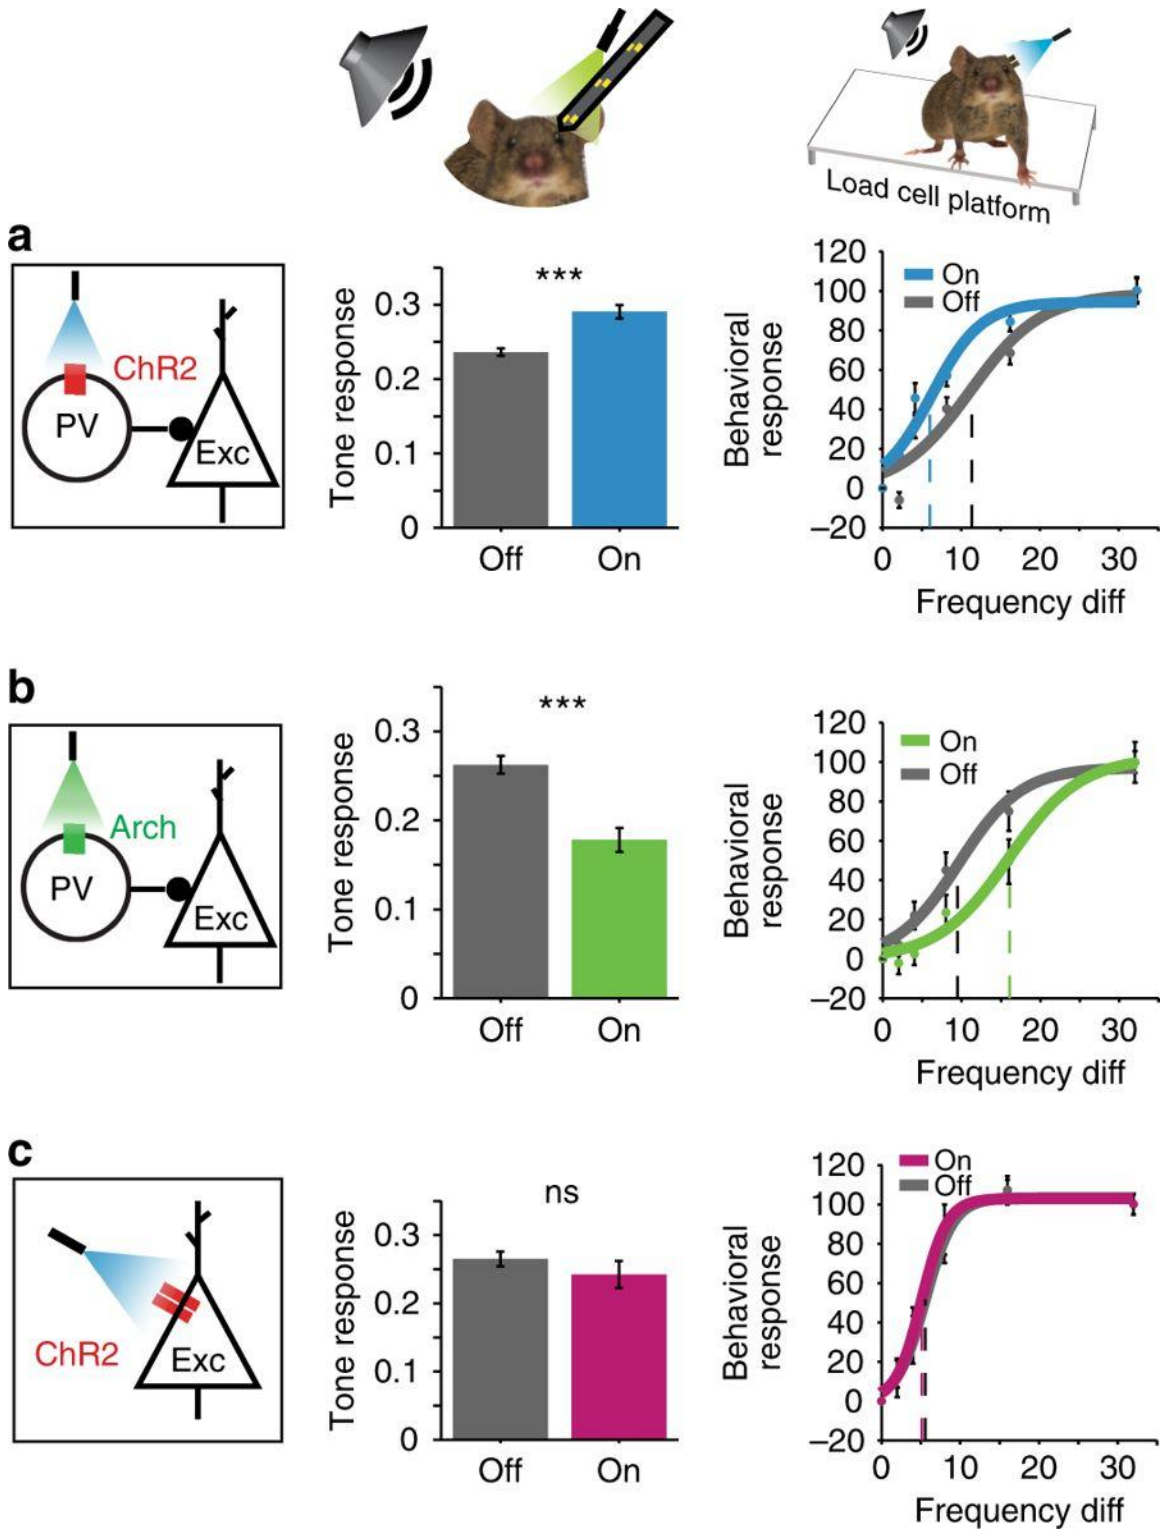 Load cell platform
a
ChR2
PV
Exc
Tone response
0.3
0.2
0.1
0
***
Off
On
Behavioral
response
120
100
80
60
40
20
0
–20
On
Off
0
10
20
30
Frequency diff
b
Arch
PV
Exc
Tone response
0.3
0.2
0.1
0
***
Off
On
Behavioral
response
120
100
80
60
40
20
0
–20
On
Off
0
10
20
30
Frequency diff
c
ChR2
Exc
Tone response
0.3
0.2
0.1
0
ns
Off
On
Behavioral
response
120
100
80
60
40
20
0
–20
On
Off
0
10
20
30
Frequency diff